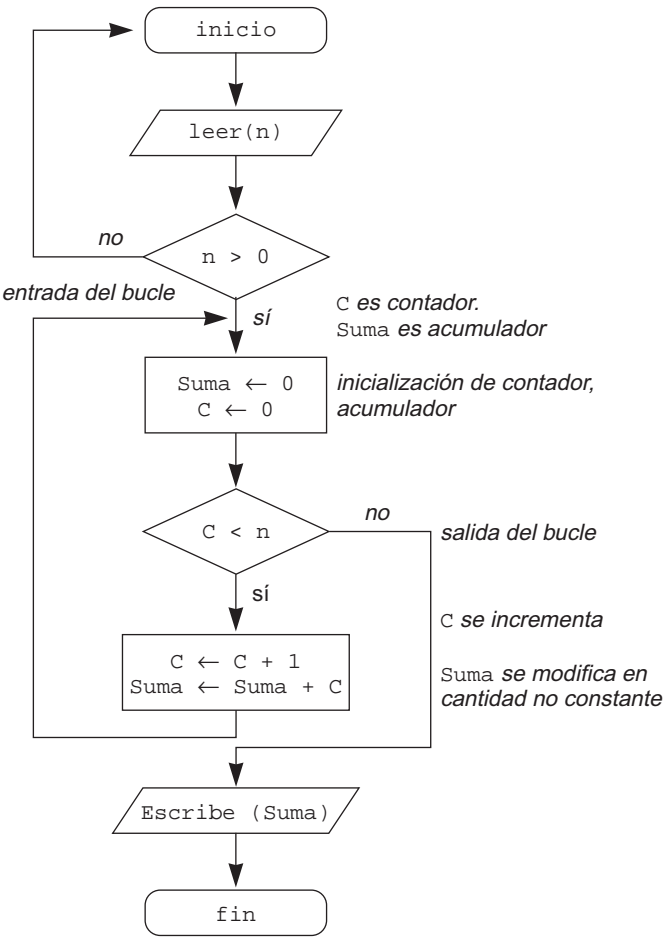 inicio
leer(n)
no
n > 0
entrada del bucle
sí
C es contador.
Suma es acumulador
Suma ← 0
C ← 0
inicialización de contador,
acumulador
C < n
no
salida del bucle
sí
C se incrementa
C ← C + 1
Suma ← Suma + C
Suma se modifica en
cantidad no constante
Escribe (Suma)
fin